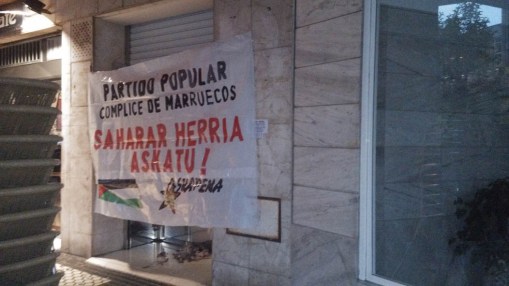 PARTIDO POPULAR
COMPLICE DE MARRUECOS
SAHARAR HERRIA
ASKATU!
ASKAPENA